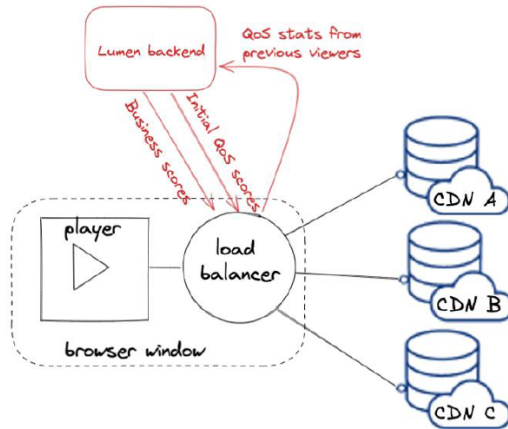 QoS stats from
previous viewers
Lumen backend
Business scores
Initial QoS scores
CDN A
player
load
balancer
CDN B
browser window
CDN C